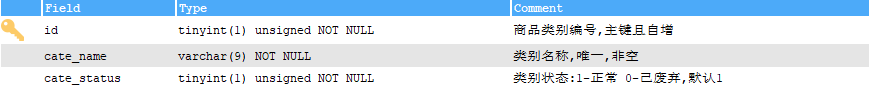 Field Type Comment
id tinyint(1) unsigned NOT NULL 商品类别编号,主键且自增
cate_name varchar(9) NOT NULL 类别名称,唯一,非空
cate_status tinyint(1) unsigned NOT NULL 类别状态:1-正常 0-已废弃,默认1